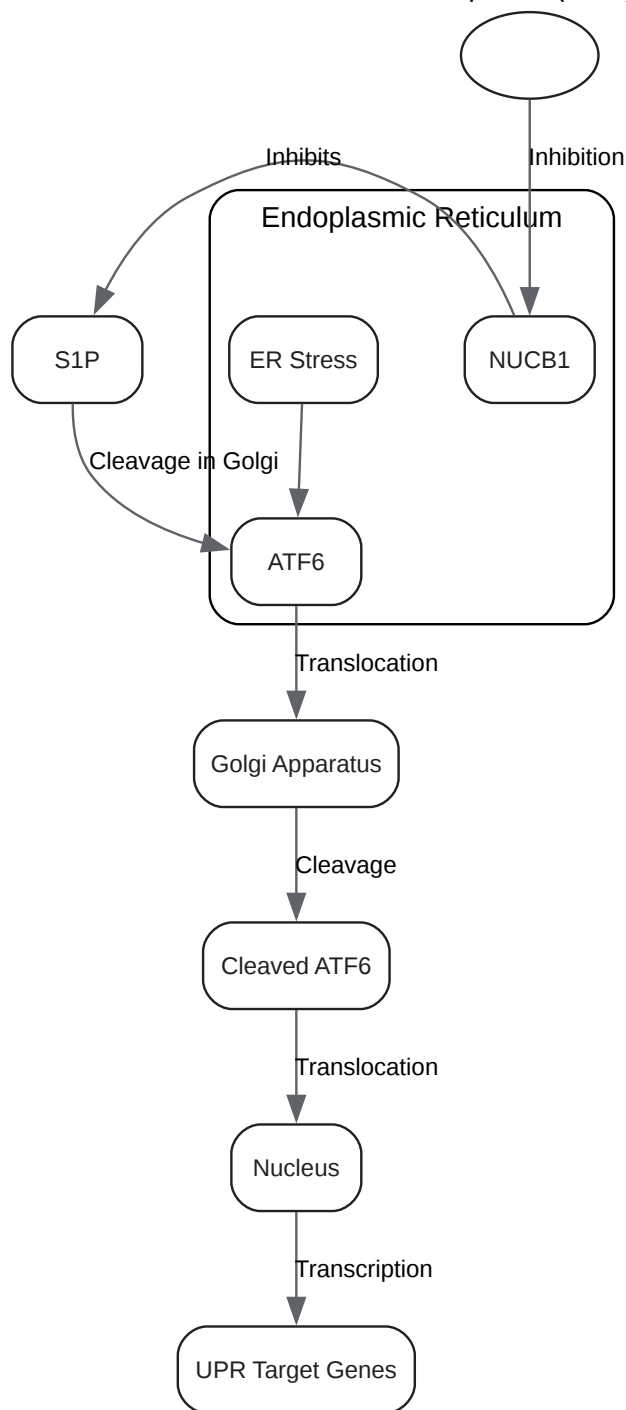 Inhibits
Inhibition
Endoplasmic Reticulum
S1P
ER Stress
NUCB1
Cleavage in Golgi
ATF6
Translocation
Golgi Apparatus
Cleavage
Cleaved ATF6
Translocation
Nucleus
Transcription
UPR Target Genes